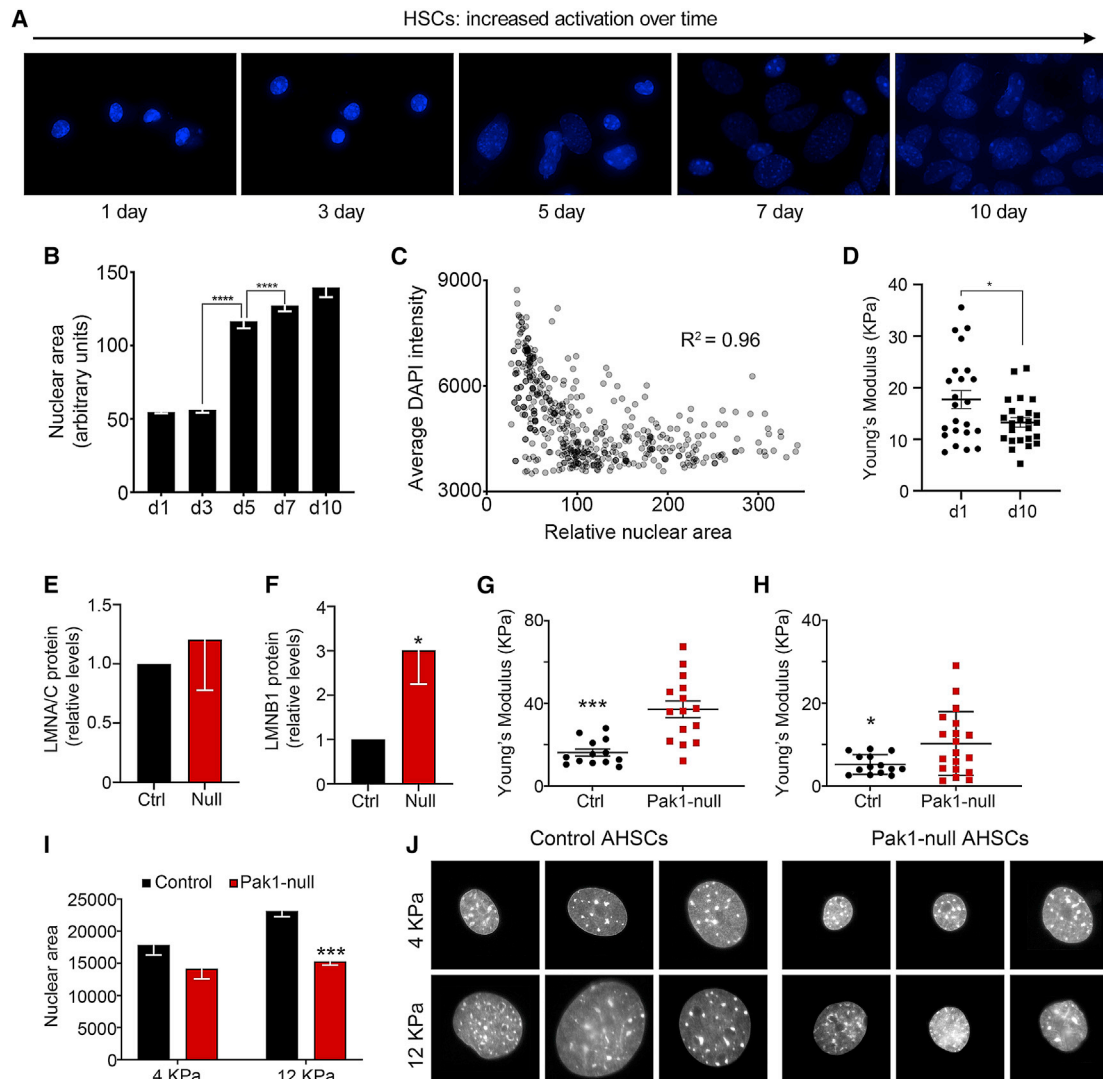 A
HSCs: increased activation over time
1 day
3 day
5 day
7 day
10 day
B
Nuclear area
(arbitrary units)
150
100
50
0
****
****
d1
d3
d5
d7
d10
C
Average DAPI intensity
9000
6000
3000
R² = 0.96
0
100
200
300
Relative nuclear area
D
Young's Modulus (KPa)
40
30
20
10
0
*
d1
d10
E
LMNA/C protein
(relative levels)
1.5
1.0
0.5
0
Ctrl
Null
F
LMNB1 protein
(relative levels)
4
3
2
1
0
*
Ctrl
Null
G
Young's Modulus (KPa)
80
40
0
***
Ctrl
Pak1-null
H
Young's Modulus (KPa)
40
20
0
*
Ctrl
Pak1-null
I
Control
Pak1-null
Nuclear area
25000
20000
15000
10000
5000
0
***
4 KPa
12 KPa
J
Control AHSCs
Pak1-null AHSCs
4 KPa
12 KPa